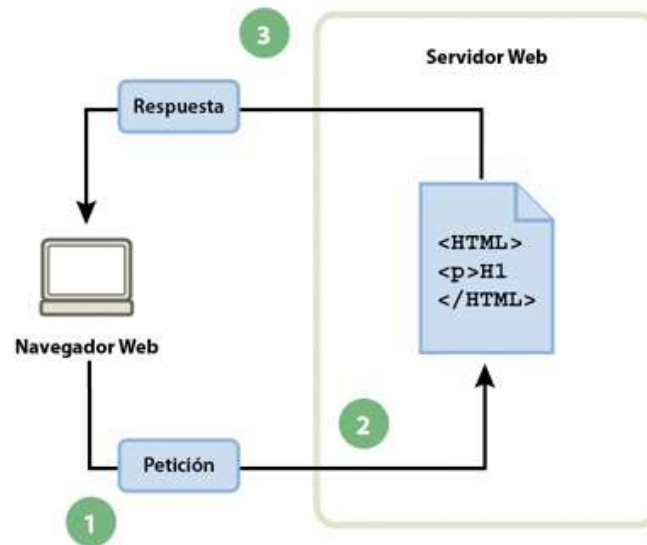 3
Servidor Web
Respuesta
<HTML>
<p>H1
</HTML>
Navegador Web
2
Petición
1